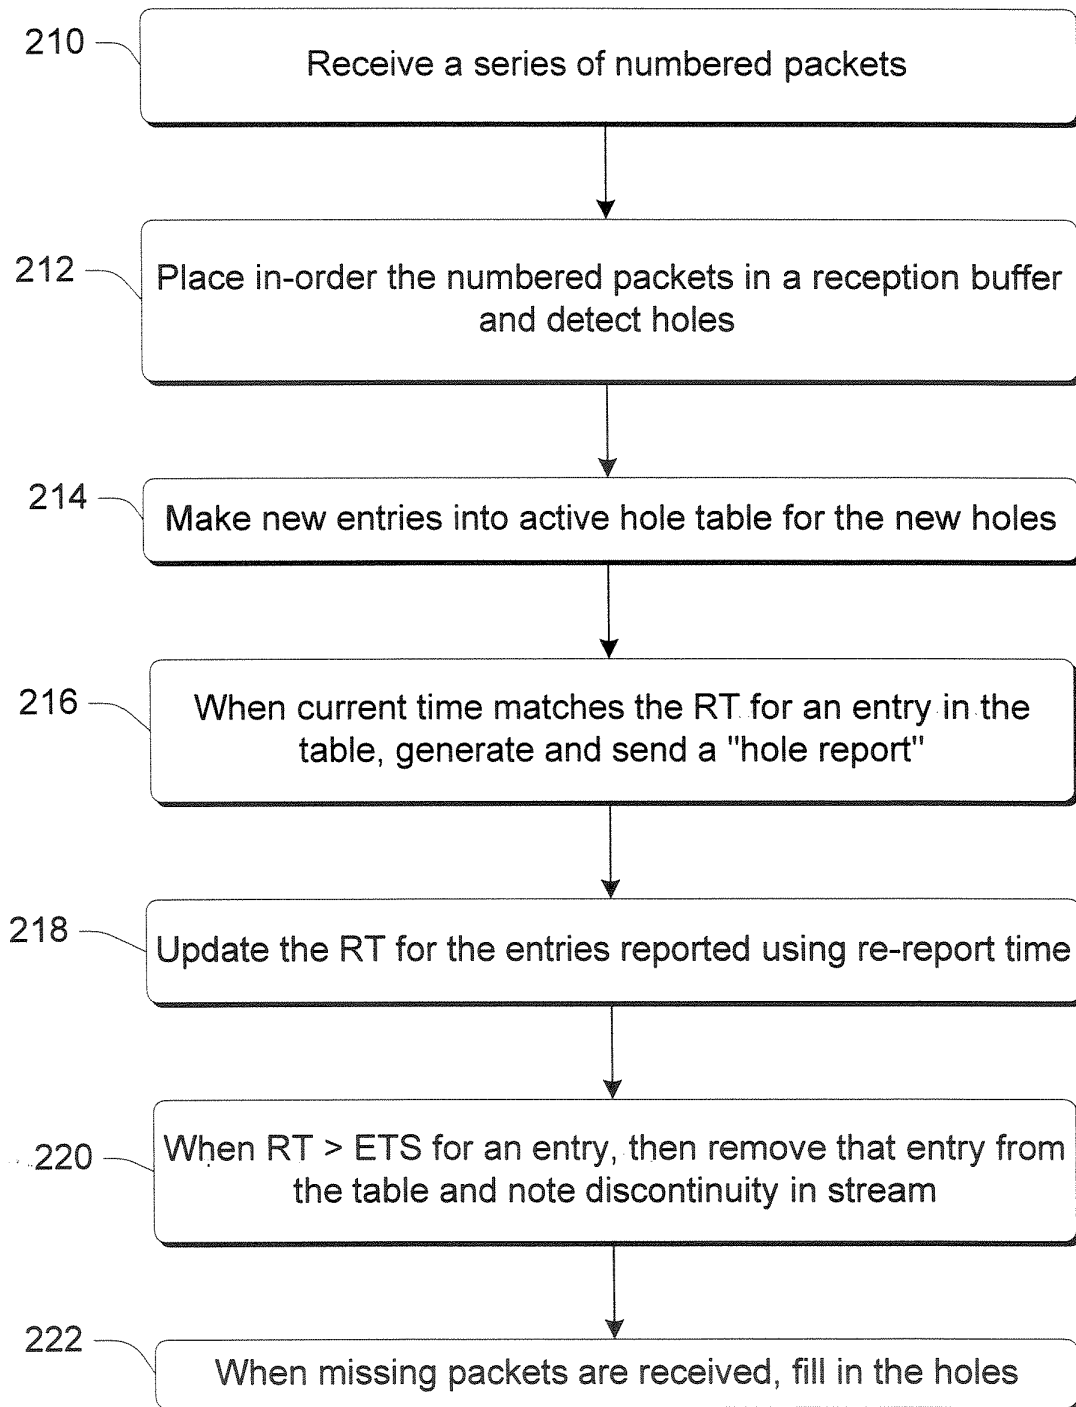 210
Receive a series of numbered packets
212
Place in-order the numbered packets in a reception buffer
and detect holes
214
Make new entries into active hole table for the new holes
216
When current time matches the RT for an entry in the
table, generate and send a "hole report"
218
Update the RT for the entries reported using re-report time
220
When RT > ETS for an entry, then remove that entry from
the table and note discontinuity in stream
222
When missing packets are received, fill in the holes